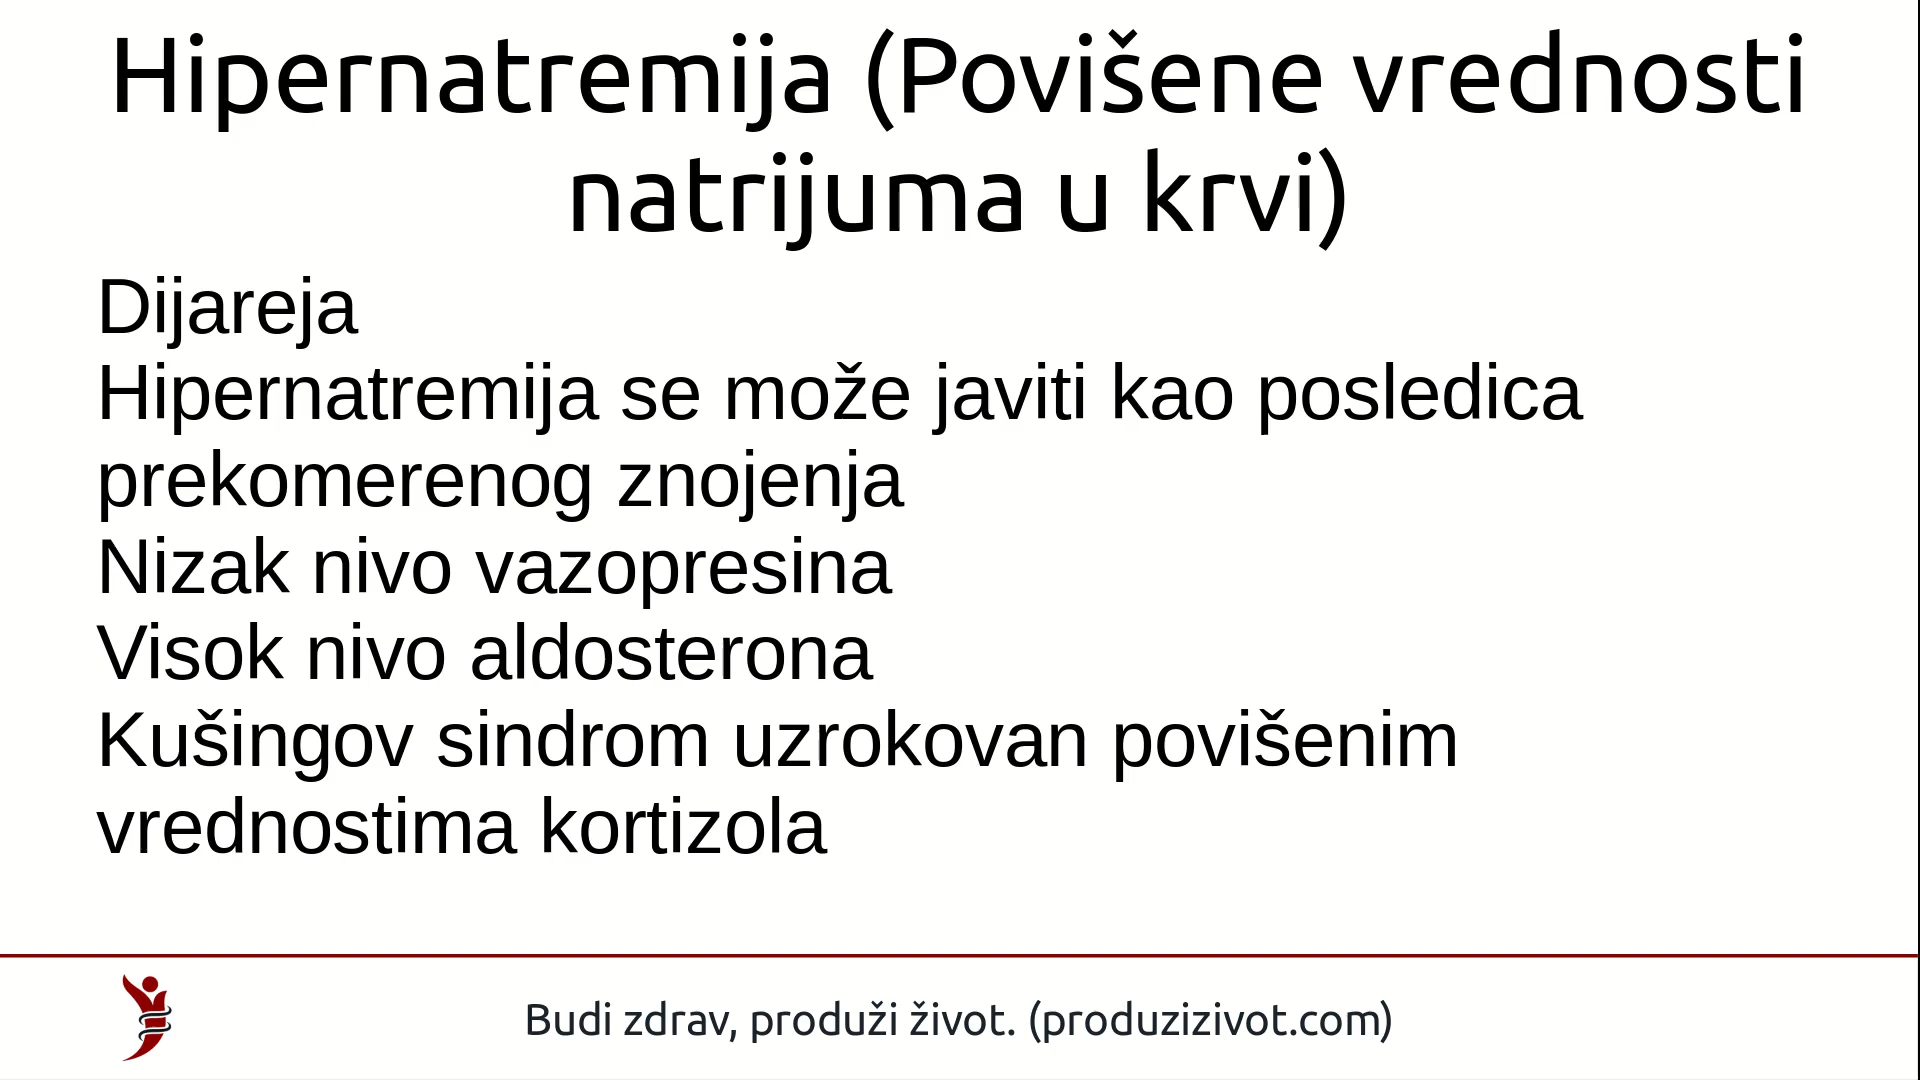 Hipernatremija (Povišene vrednosti
natrijuma u krvi)
Dijareja
Hipernatremija se može javiti kao posledica
prekomerenog znojenja
Nizak nivo vazopresina
Visok nivo aldosterona
Kušingov sindrom uzrokovan povišenim
vrednostima kortizola
Budi zdrav, produži život. (produzizivot.com)